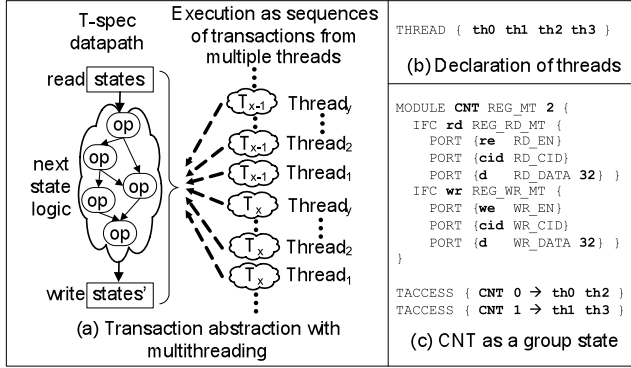 T-spec
datapath
Execution as sequences
of transactions from
multiple threads
read states
op
op
op
op
op
next
state
logic
write states'
Tx-1 Thready
Tx-1 Thread2
Tx-1 Thread1
Tx Thready
Tx Thread2
Tx Thread1
(a) Transaction abstraction with
multithreading
THREAD { th0 th1 th2 th3 }
(b) Declaration of threads
MODULE CNT REG_MT 2 {
IFC rd REG_RD_MT {
PORT {re RD_EN}
PORT {cid RD_CID}
PORT {d RD_DATA 32} }
IFC wr REG_WR_MT {
PORT {we WR_EN}
PORT {cid WR_CID}
PORT {d WR_DATA 32} }
}
TACCESS { CNT 0 → th0 th2 }
TACCESS { CNT 1 → th1 th3 }
(c) CNT as a group state